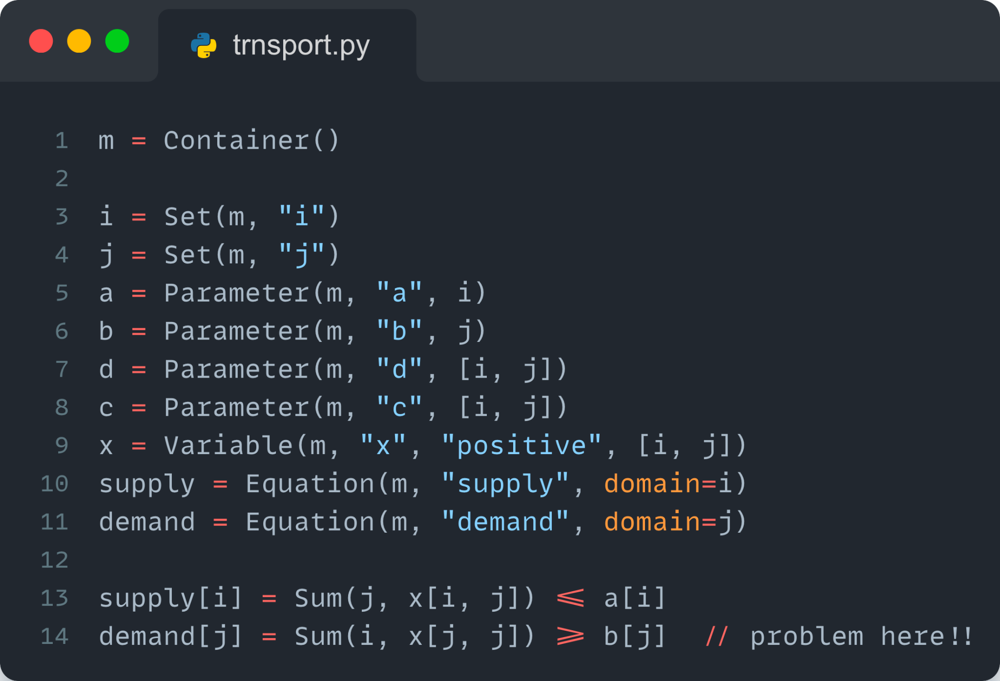 trnsport.py
1 m = Container()
2
3 i = Set(m, "i")
4 j = Set(m, "j")
5 a = Parameter(m, "a", i)
6 b = Parameter(m, "b", j)
7 d = Parameter(m, "d", [i, j])
8 c = Parameter(m, "c", [i, j])
9 x = Variable(m, "x", "positive", [i, j])
10 supply = Equation(m, "supply", domain=i)
11 demand = Equation(m, "demand", domain=j)
12
13 supply[i] = Sum(j, x[i, j]) <= a[i]
14 demand[j] = Sum(i, x[j, j]) >= b[j]  // problem here!!